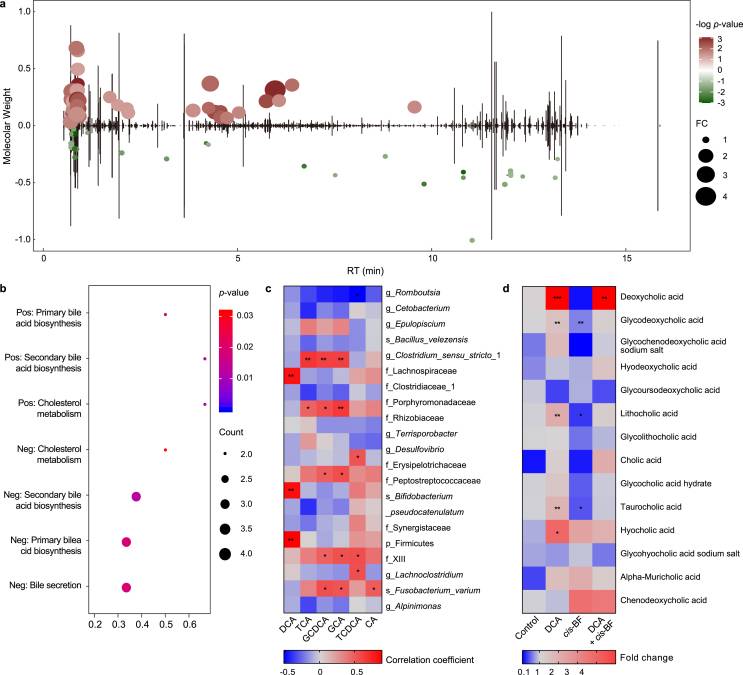 a
1.0
0.5
0.0
-0.5
-1.0
Molecular Weight
0
5
10
15
RT (min)
-log p-value
3
2
1
0
-1
-2
-3
FC
1
2
3
4
b
Pos: Primary bile
acid biosynthesis
Pos: Secondary bile
acid biosynthesis
Pos: Cholesterol
metabolism
Neg: Cholesterol
metabolism
Neg: Secondary bile
acid biosynthesis
Neg: Primary bilea
cid biosynthesis
Neg: Bile secretion
0.2
0.4
0.6
0.8
p-value
0.03
0.02
0.01
0
Count
2.0
2.5
3.0
3.5
4.0
c
g_Romboutsia
g_Cetobacterium
g_Epulopiscium
s_Bacillus_velezensis
g_Clostridium_sensu_stricto_1
f_Lachnospiraceae
f_Clostridiaceae_1
f_Porphyromonadaceae
f_Rhizobiaceae
g_Terrisporobacter
g_Desulfovibrio
f_Erysipelotrichaceae
f_Peptostreptococcaceae
s_Bifidobacterium
_pseudocatenulatum
f_Synergistaceae
p_Firmicutes
f_XIII
g_Lachnoclostridium
s_Fusobacterium_varium
g_Alpinimonas
DCA
TCA
GCDCA
GCA
TCDCA
CA
-0.5
0
0.5
Correlation coefficient
d
Deoxycholic acid
Glycodeoxycholic acid
Glycochenodeoxycholic acid
sodium salt
Hyodeoxycholic acid
Glycoursodeoxycholic acid
Lithocholic acid
Glycolithocholic acid
Cholic acid
Glycocholic acid hydrate
Taurocholic acid
Hyocholic acid
Glycohyocholic acid sodium salt
Alpha-Muricholic acid
Chenodeoxycholic acid
Control
DCA
cis-BF
DCA
+ cis-BF
0.1
1
2
3
4
5
6
Fold change